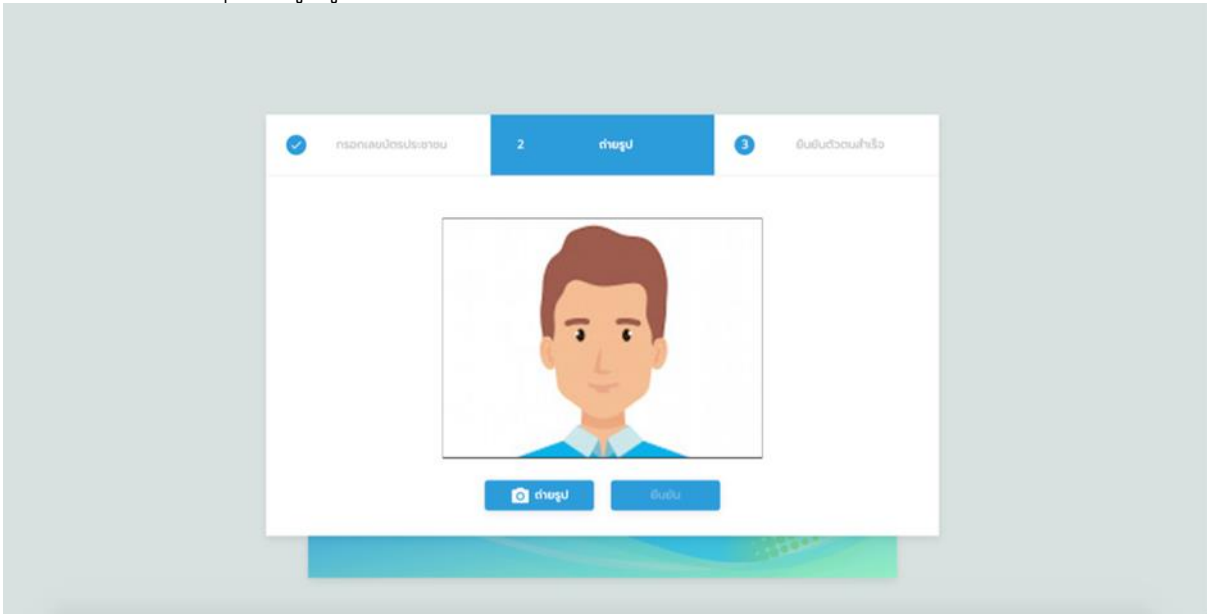 กรอกเลขบัตรประชาชน
2 ถ่ายรูป
3 ยืนยันตัวตนสำเร็จ
ถ่ายรูป
ยืนยัน